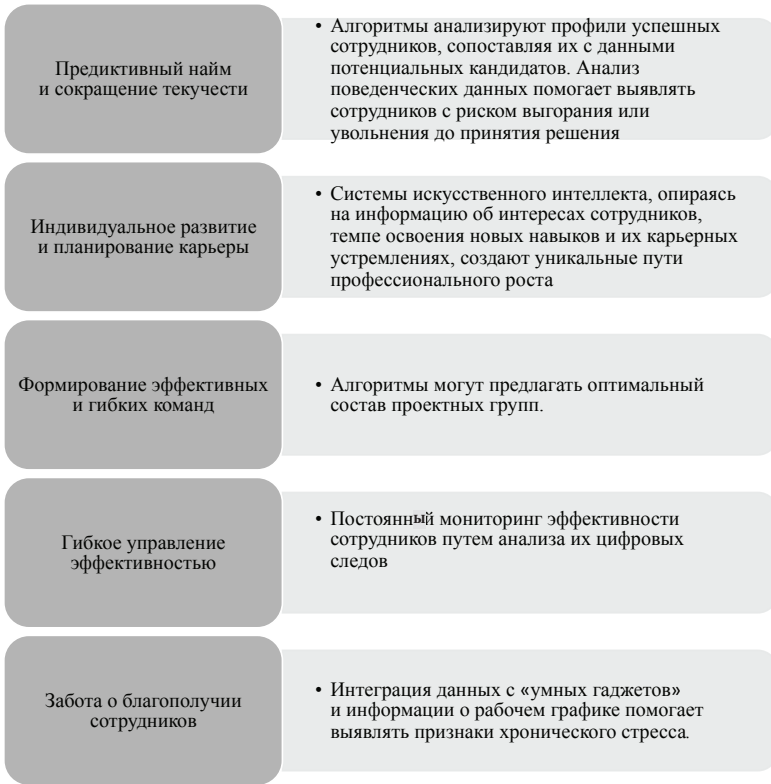 Предиктивный найм
и сокращение текучести
• Алгоритмы анализируют профили успешных
сотрудников, сопоставляя их с данными
потенциальных кандидатов. Анализ
поведенческих данных помогает выявлять
сотрудников с риском выгорания или
увольнения до принятия решения
Индивидуальное развитие
и планирование карьеры
• Системы искусственного интеллекта, опираясь
на информацию об интересах сотрудников,
темпе освоения новых навыков и их карьерных
устремлениях, создают уникальные пути
профессионального роста
Формирование эффективных
и гибких команд
• Алгоритмы могут предлагать оптимальный
состав проектных групп.
Гибкое управление
эффективностью
• Постоянный мониторинг эффективности
сотрудников путем анализа их цифровых
следов
Забота о благополучии
сотрудников
• Интеграция данных с «умных гаджетов»
и информации о рабочем графике помогает
выявлять признаки хронического стресса.